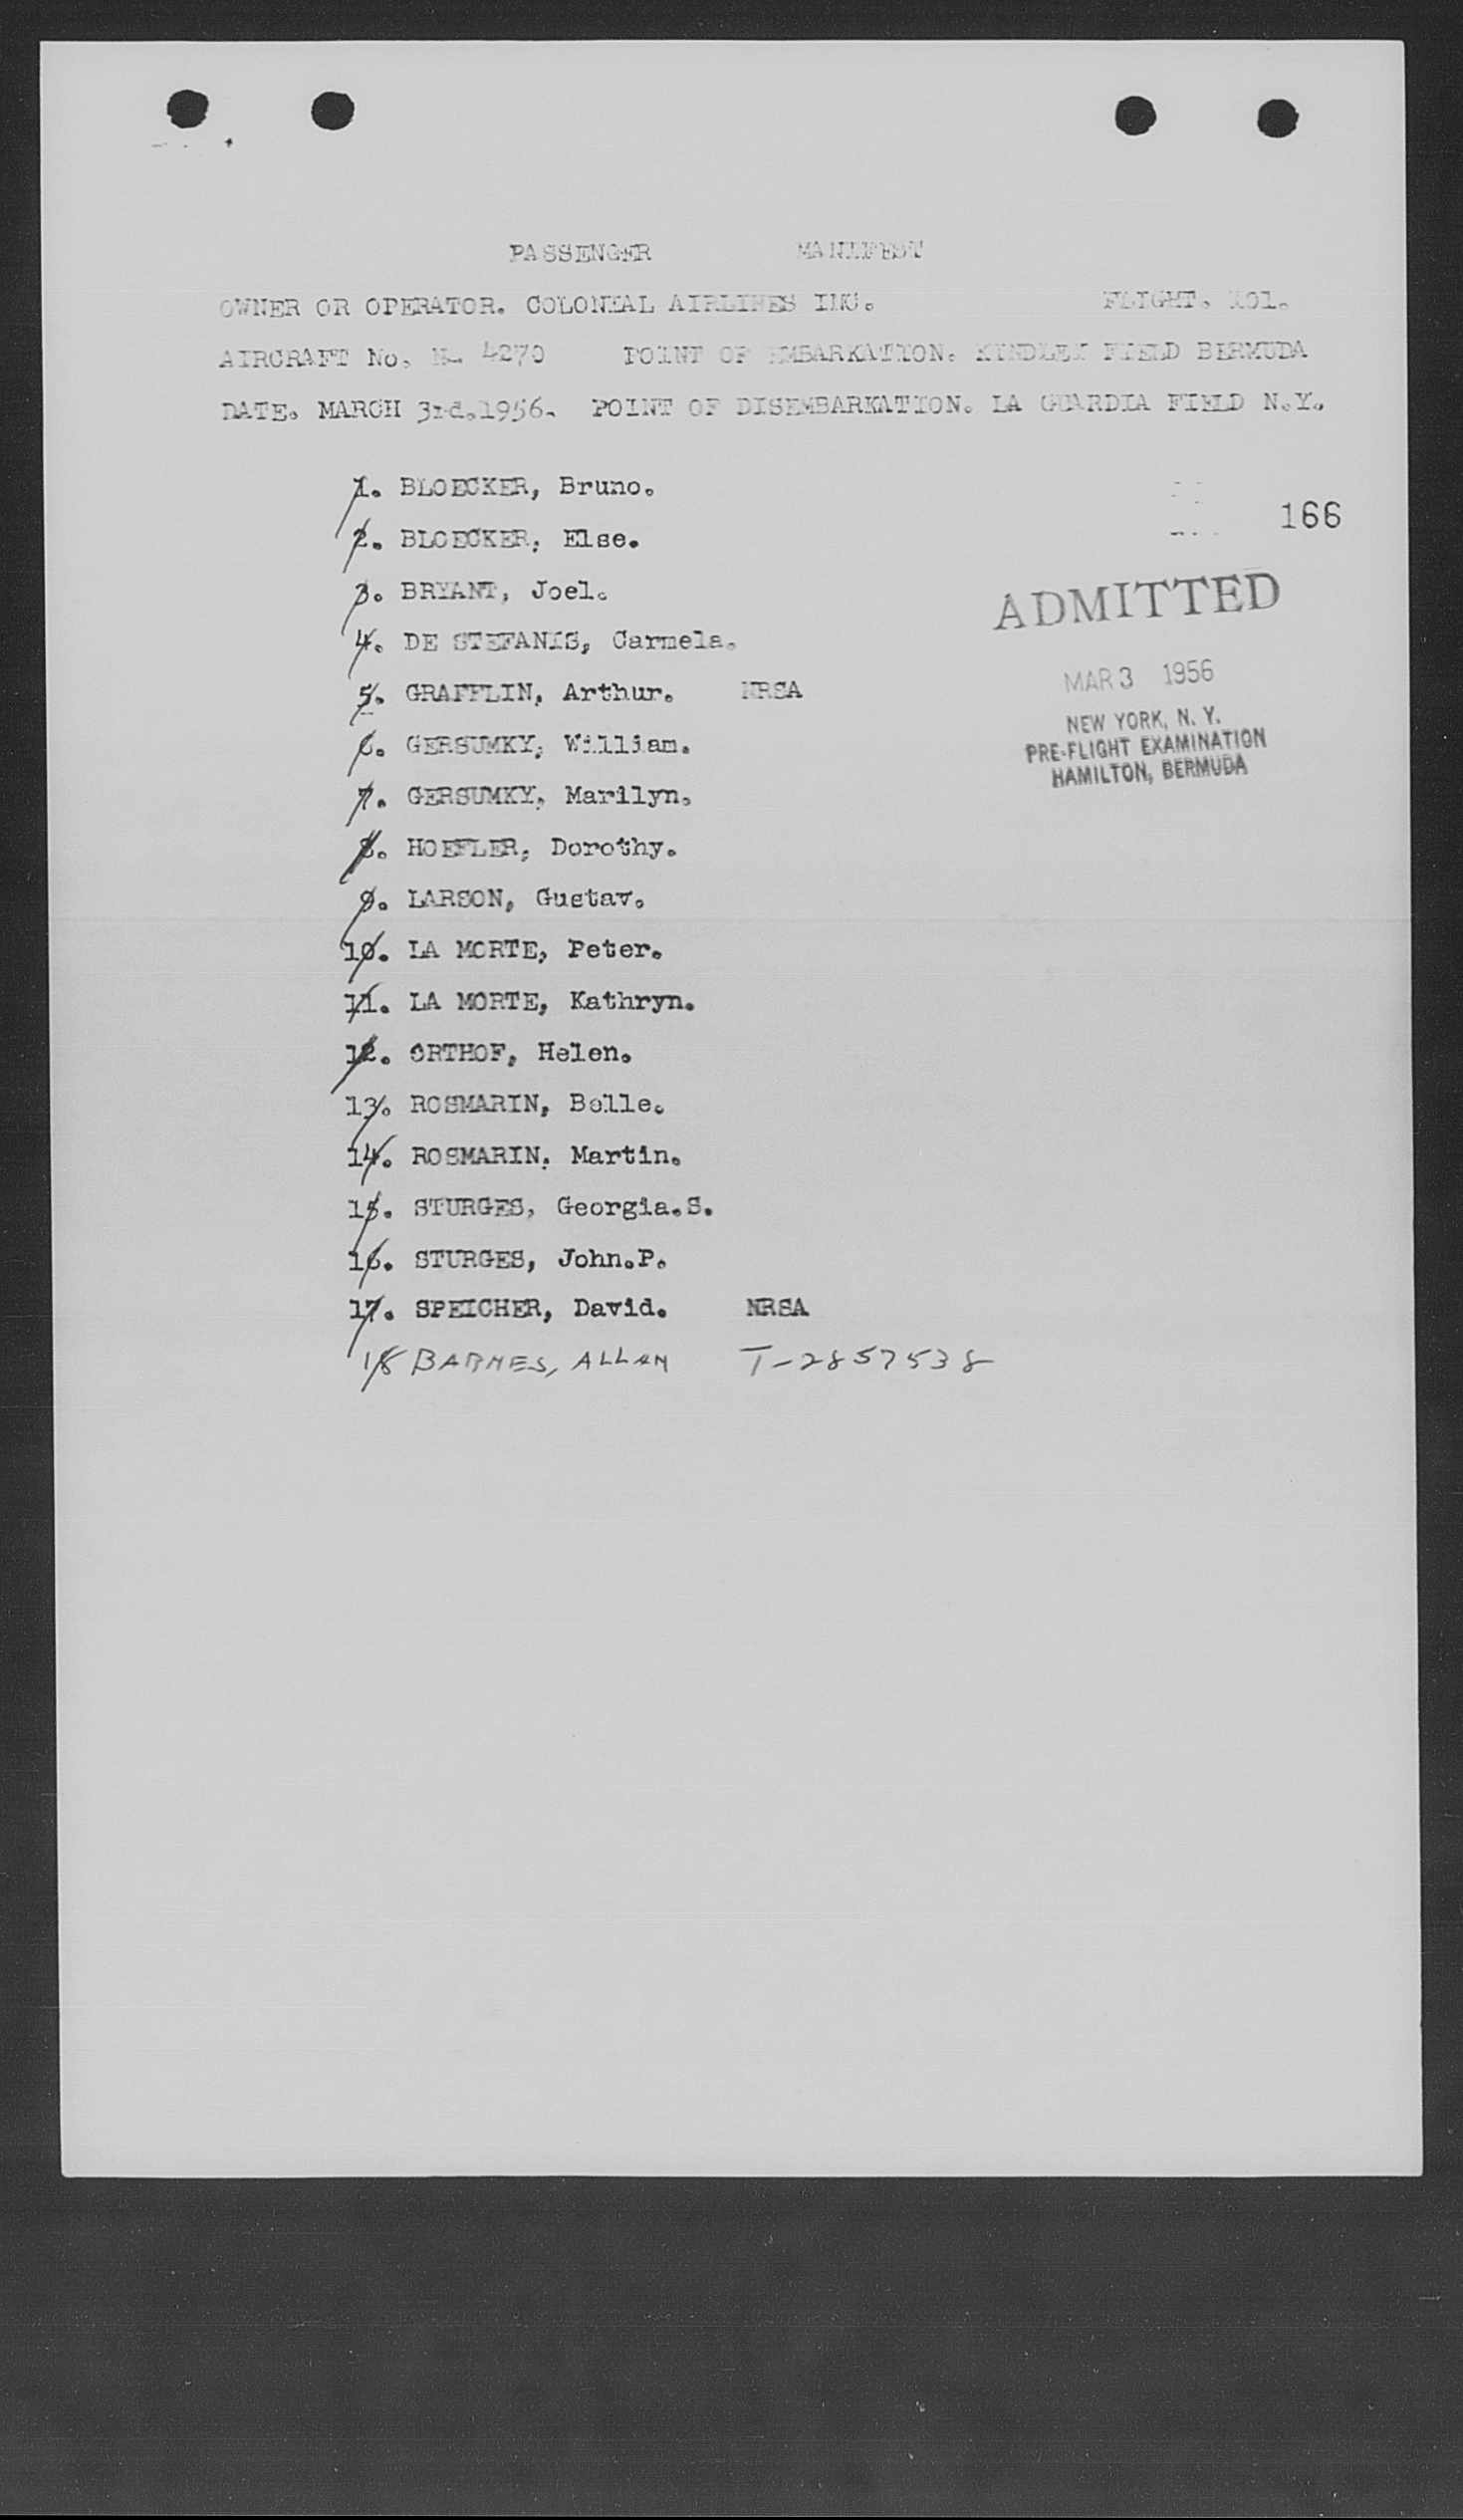 PASSENGER MANIFEST
OWNER OR OPERATOR. COLONIAL AIRLINES INC. FLIGHT. 101.
AIRCRAFT No. N- 4270 POINT OF EMBARKATION. KINDLEY FIELD BERMUDA
DATE. MARCH 3rd.1956. POINT OF DISEMBARKATION. LA GUARDIA FIELD N.Y.
1. BLOECKER, Bruno.
166
2. BLOECKER, Else.
3. BRYANT, Joel.
ADMITTED
4. DE STEFANIS, Carmela.
5. GRAFFLIN, Arthur. NRSA
MAR 3 1956
NEW YORK, N. Y.
PRE-FLIGHT EXAMINATION
HAMILTON, BERMUDA
6. GERSUMKY, William.
7. GERSUMKY, Marilyn.
8. HOEFLER, Dorothy.
9. LARSON, Gustav.
10. LA MORTE, Peter.
11. LA MORTE, Kathryn.
12. ORTHOF, Helen.
13. ROSMARIN, Belle.
14. ROSMARIN. Martin.
15. STURGES, Georgia.S.
16. STURGES, John.P.
17. SPEICHER, David. NRSA
18 BARNES, ALLAN T-2857538